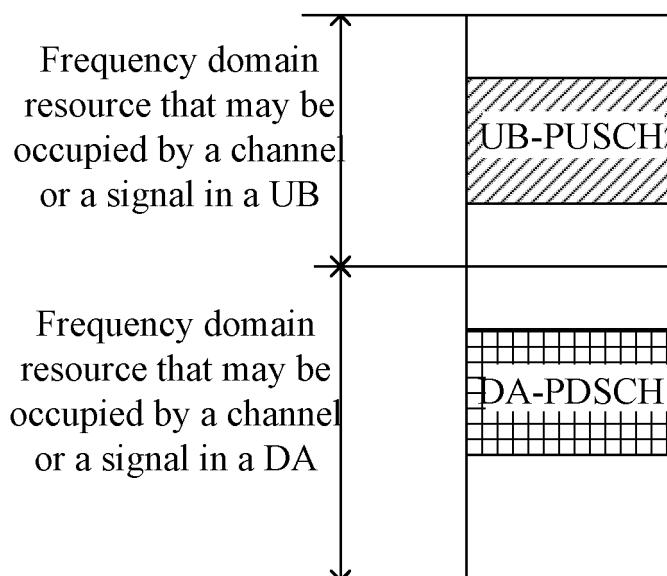 Frequency domain
resource that may be
occupied by a channel
or a signal in a UB
UB-PUSCH
Frequency domain
resource that may be
occupied by a channel
or a signal in a DA
DA-PDSCH